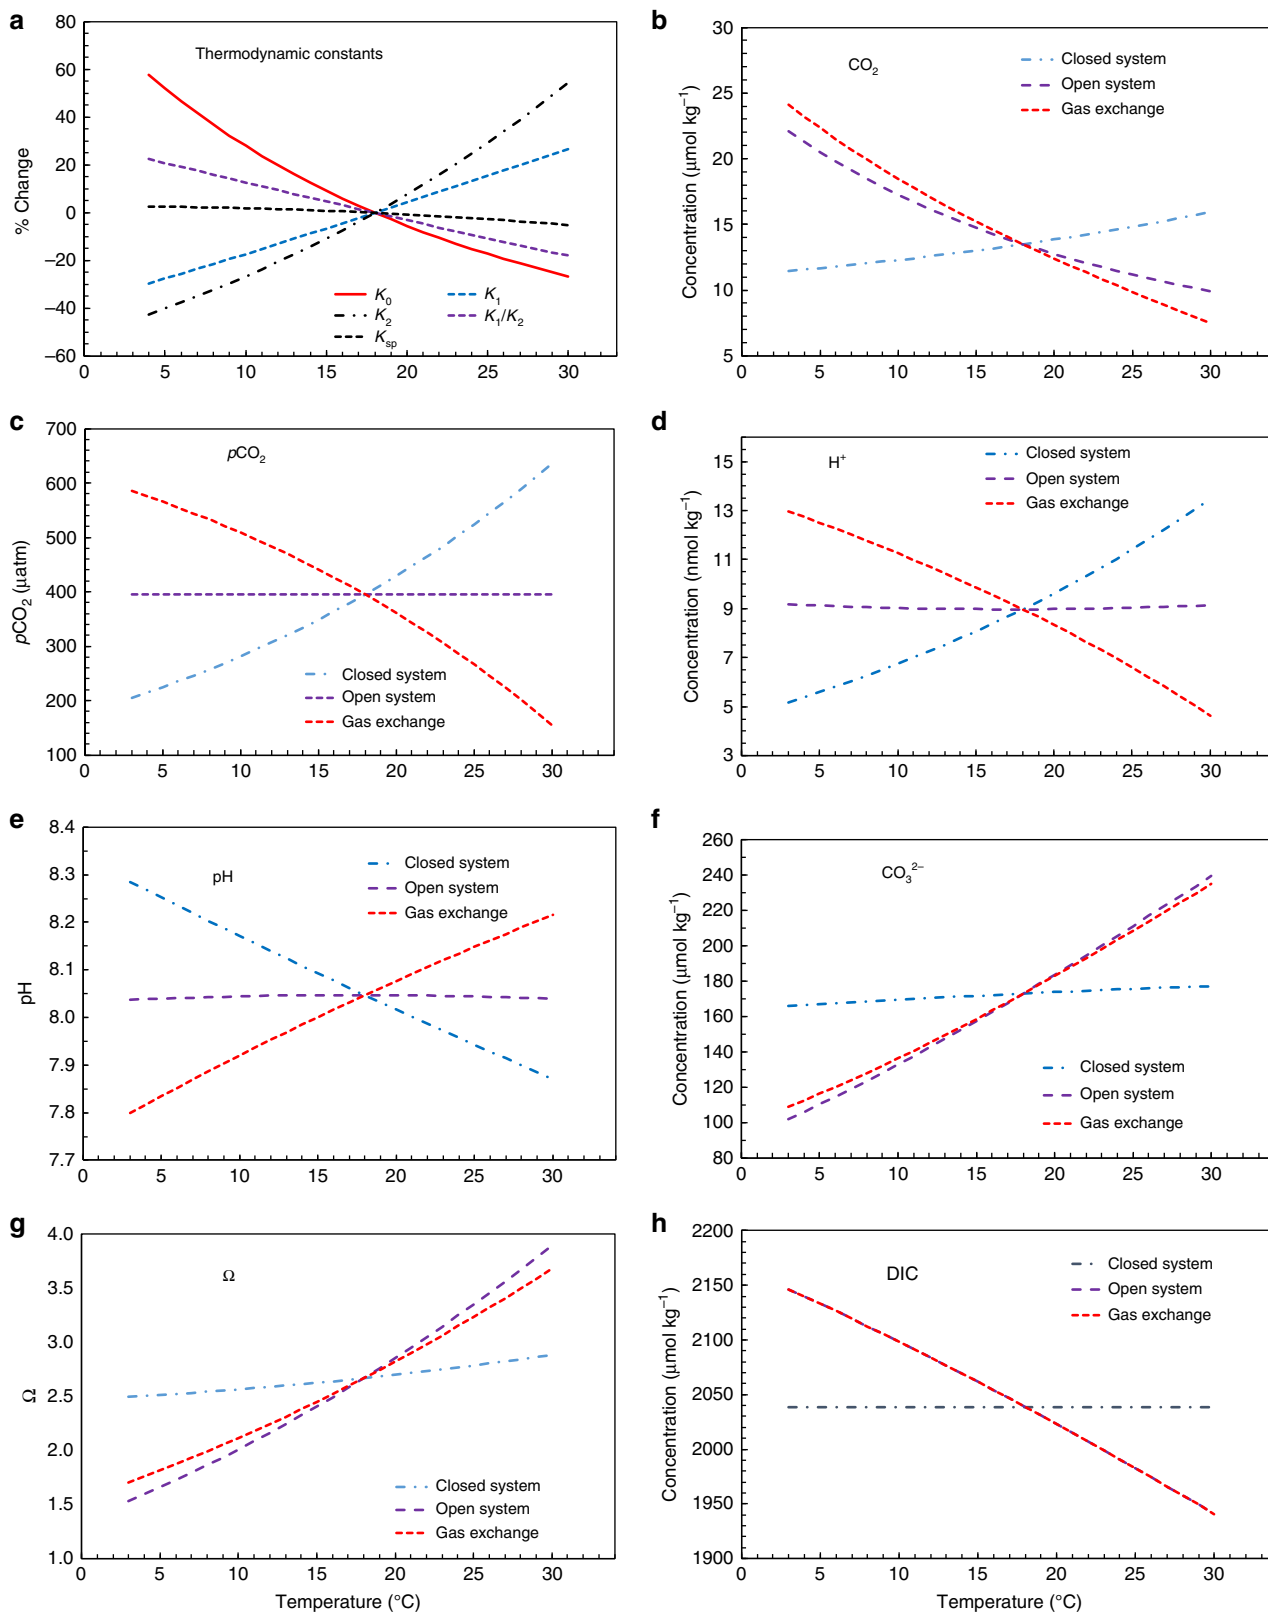 a
80
60
40
20
0
−20
−40
−60
% Change
Thermodynamic constants
K0
K1
K2
K1/K2
Ksp
0 5 10 15 20 25 30
b
30
25
20
15
10
5
Concentration (μmol kg−1)
CO2
Closed system
Open system
Gas exchange
0 5 10 15 20 25 30
c
700
600
500
400
300
200
100
pCO2 (μatm)
pCO2
Closed system
Open system
Gas exchange
0 5 10 15 20 25 30
d
15
13
11
9
7
5
3
Concentration (nmol kg−1)
H+
Closed system
Open system
Gas exchange
0 5 10 15 20 25 30
e
8.4
8.3
8.2
8.1
8.0
7.9
7.8
7.7
pH
pH
Closed system
Open system
Gas exchange
0 5 10 15 20 25 30
f
260
240
220
200
180
160
140
120
100
80
Concentration (μmol kg−1)
CO32−
Closed system
Open system
Gas exchange
0 5 10 15 20 25 30
g
4.0
3.5
3.0
2.5
2.0
1.5
1.0
Ω
Ω
Closed system
Open system
Gas exchange
0 5 10 15 20 25 30
Temperature (°C)
h
2200
2150
2100
2050
2000
1950
1900
Concentration (μmol kg−1)
DIC
Closed system
Open system
Gas exchange
0 5 10 15 20 25 30
Temperature (°C)